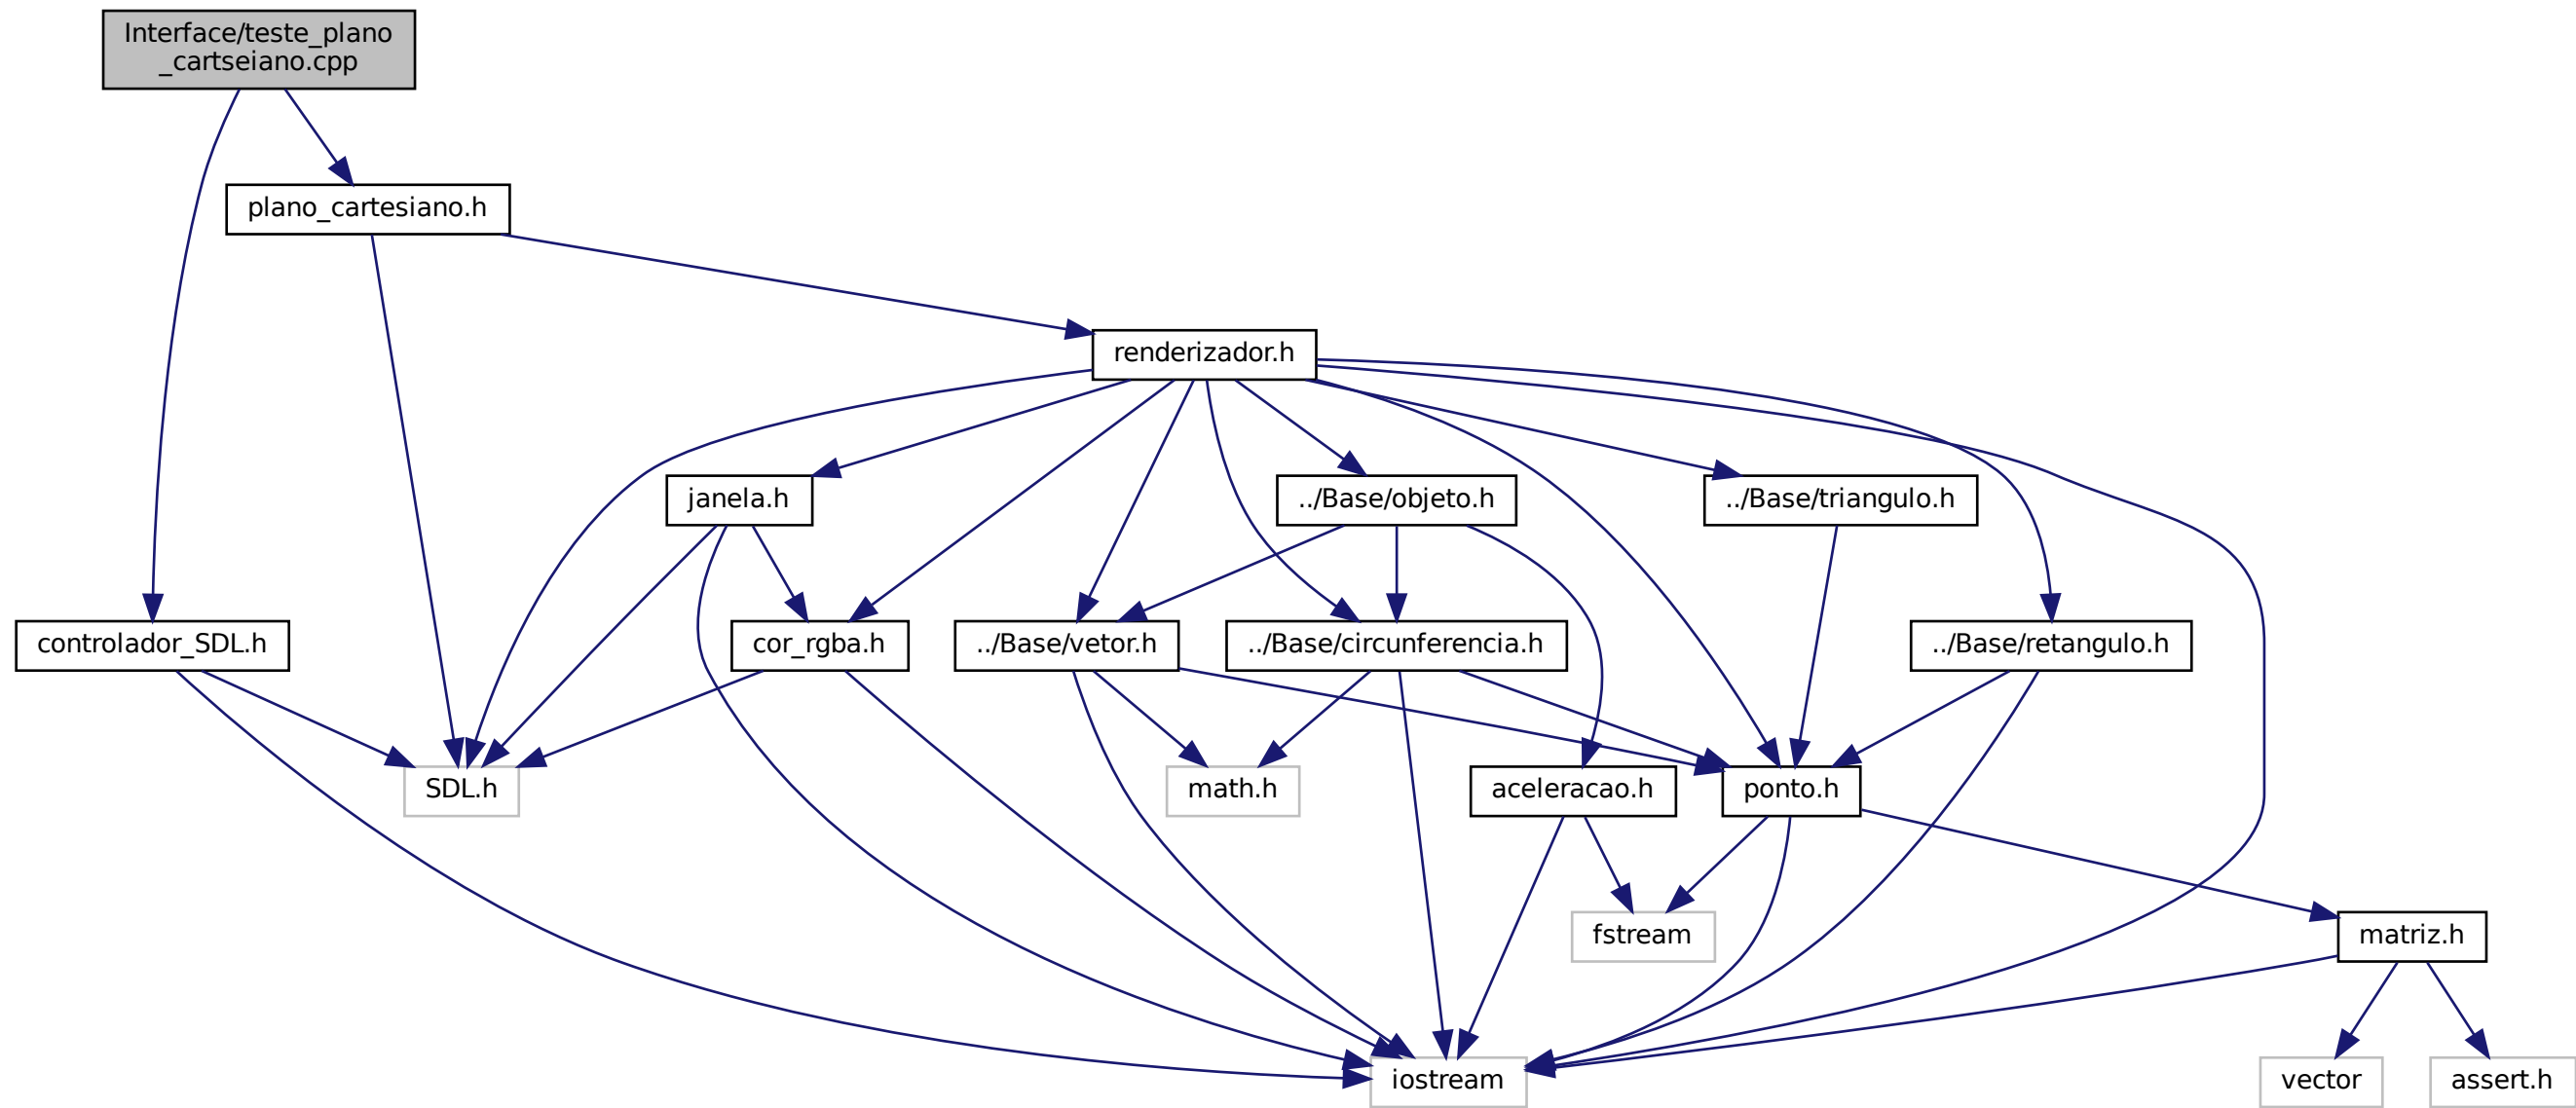 Interface/teste_plano
_cartseiano.cpp
plano_cartesiano.h
renderizador.h
janela.h
../Base/objeto.h
../Base/triangulo.h
controlador_SDL.h
cor_rgba.h
../Base/vetor.h
../Base/circunferencia.h
../Base/retangulo.h
SDL.h
math.h
aceleracao.h
ponto.h
fstream
matriz.h
iostream
vector
assert.h